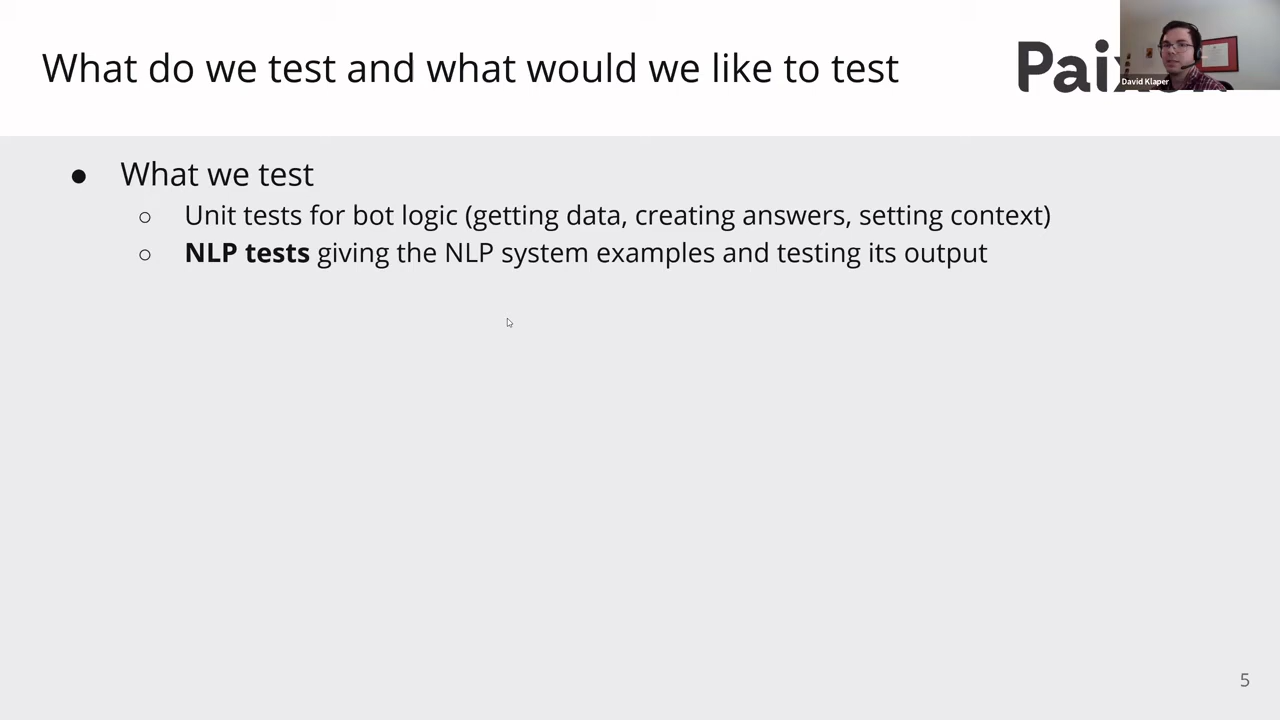 What do we test and what would we like to test
David Klaper
● What we test
○ Unit tests for bot logic (getting data, creating answers, setting context)
○ NLP tests giving the NLP system examples and testing its output
5